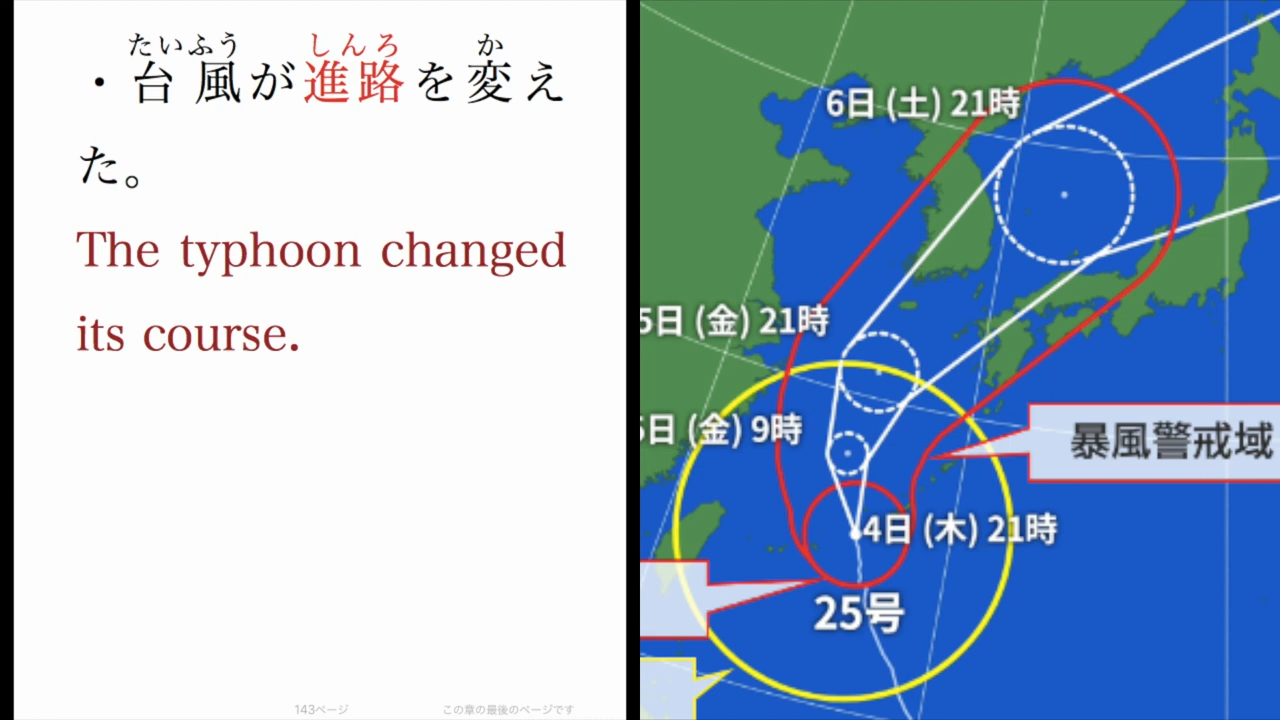 たいふう しんろ か
・台風が進路を変え
た。
The typhoon changed
its course.
143ページ この章の最後のページです
6日 (土) 21時
5日 (金) 21時
5日 (金) 9時
暴風警戒域
4日 (木) 21時
25号